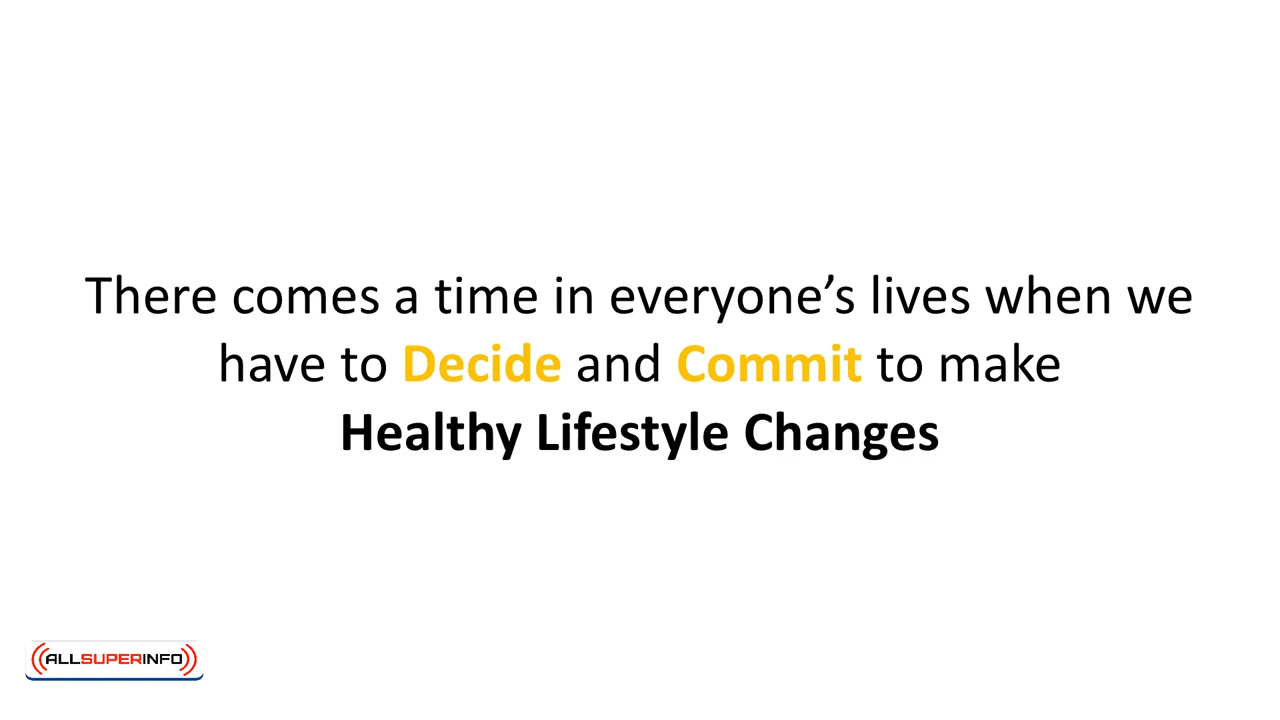 There comes a time in everyone’s lives when we
have to Decide and Commit to make
Healthy Lifestyle Changes
ALLSUPERINFO